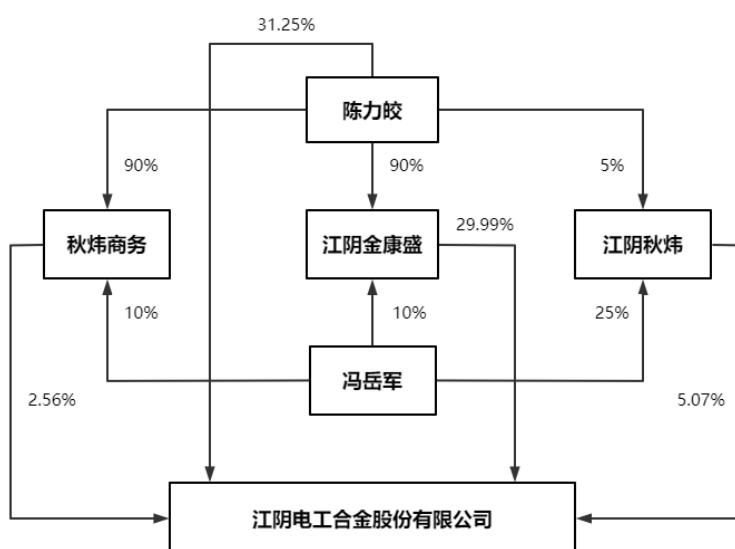 31.25%
陈力皎
90%
90%
5%
秋炜商务
江阴金康盛
29.99%
江阴秋炜
10%
10%
25%
冯岳军
2.56%
5.07%
江阴电工合金股份有限公司